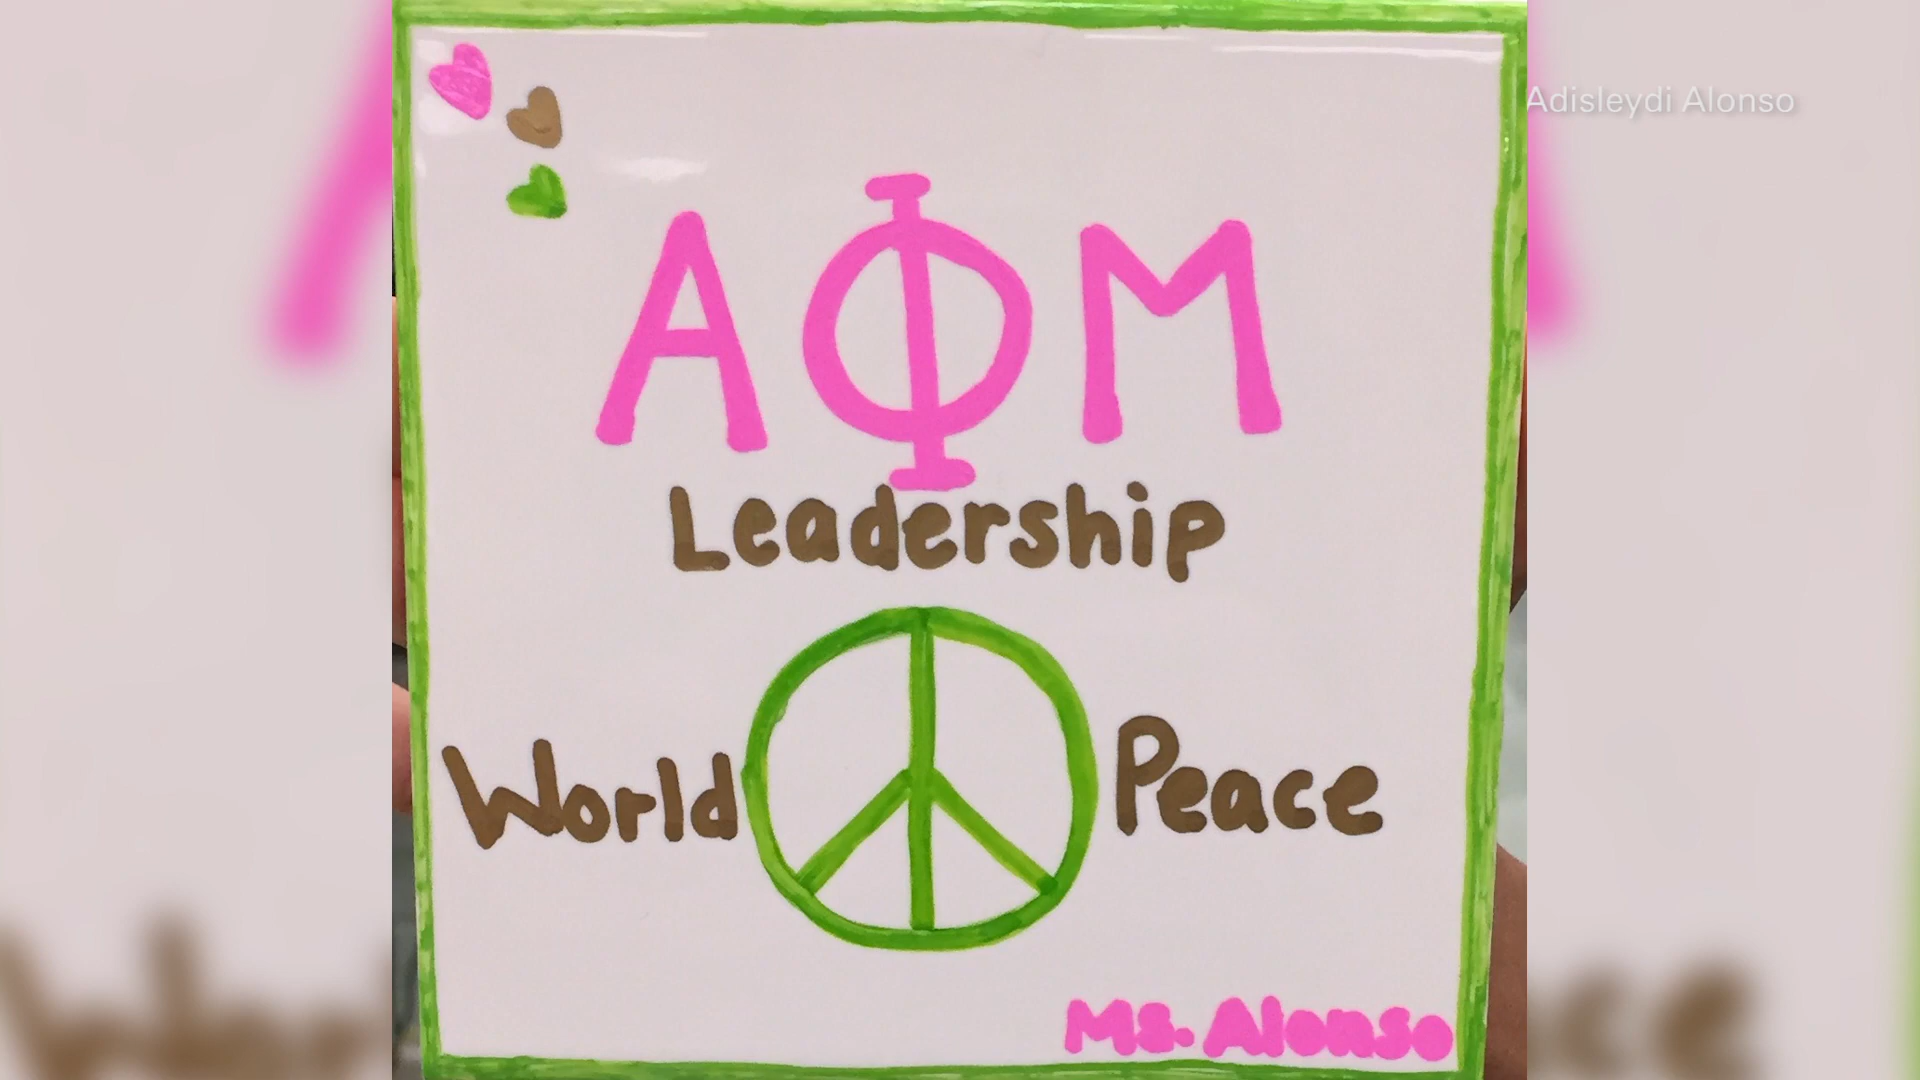 Adisleydi Alonso
ΑΦΜ
Leadership
World Peace
Ms. Alonso